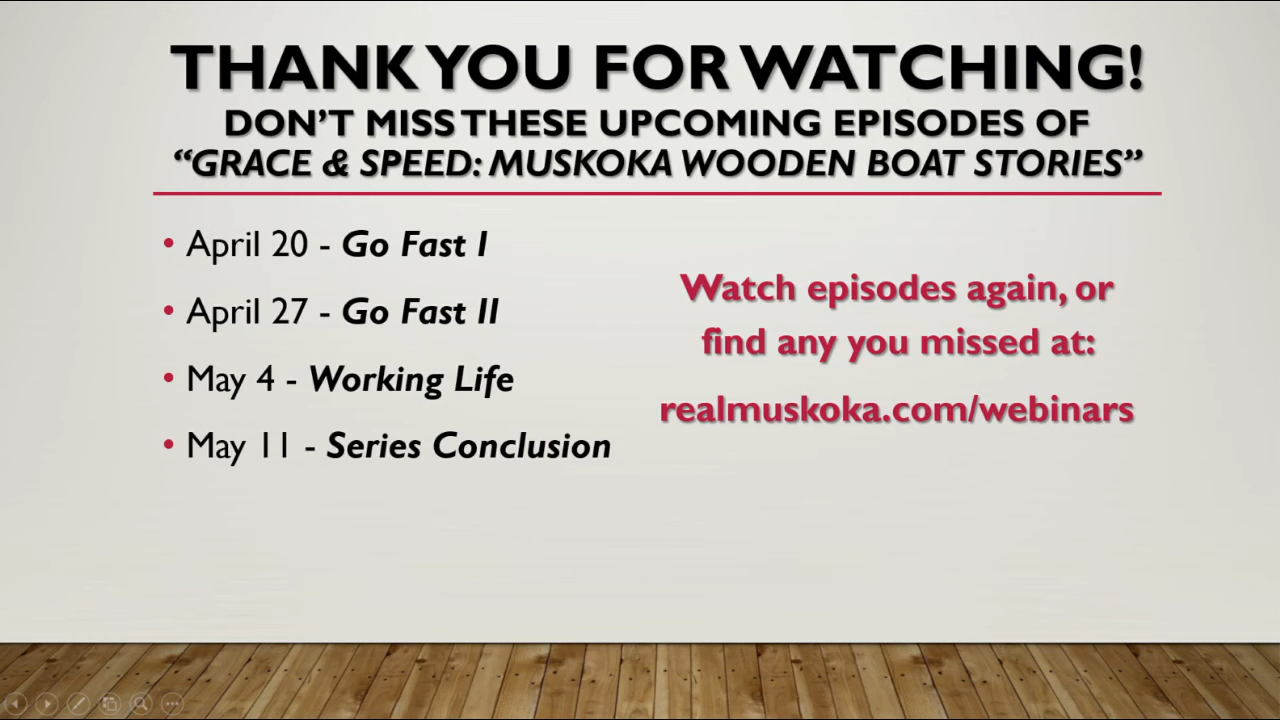 THANK YOU FOR WATCHING!
DON’T MISS THESE UPCOMING EPISODES OF
“GRACE & SPEED: MUSKOKA WOODEN BOAT STORIES”
• April 20 - Go Fast I
• April 27 - Go Fast II
• May 4 - Working Life
• May 11 - Series Conclusion
Watch episodes again, or
find any you missed at:
realmuskoka.com/webinars